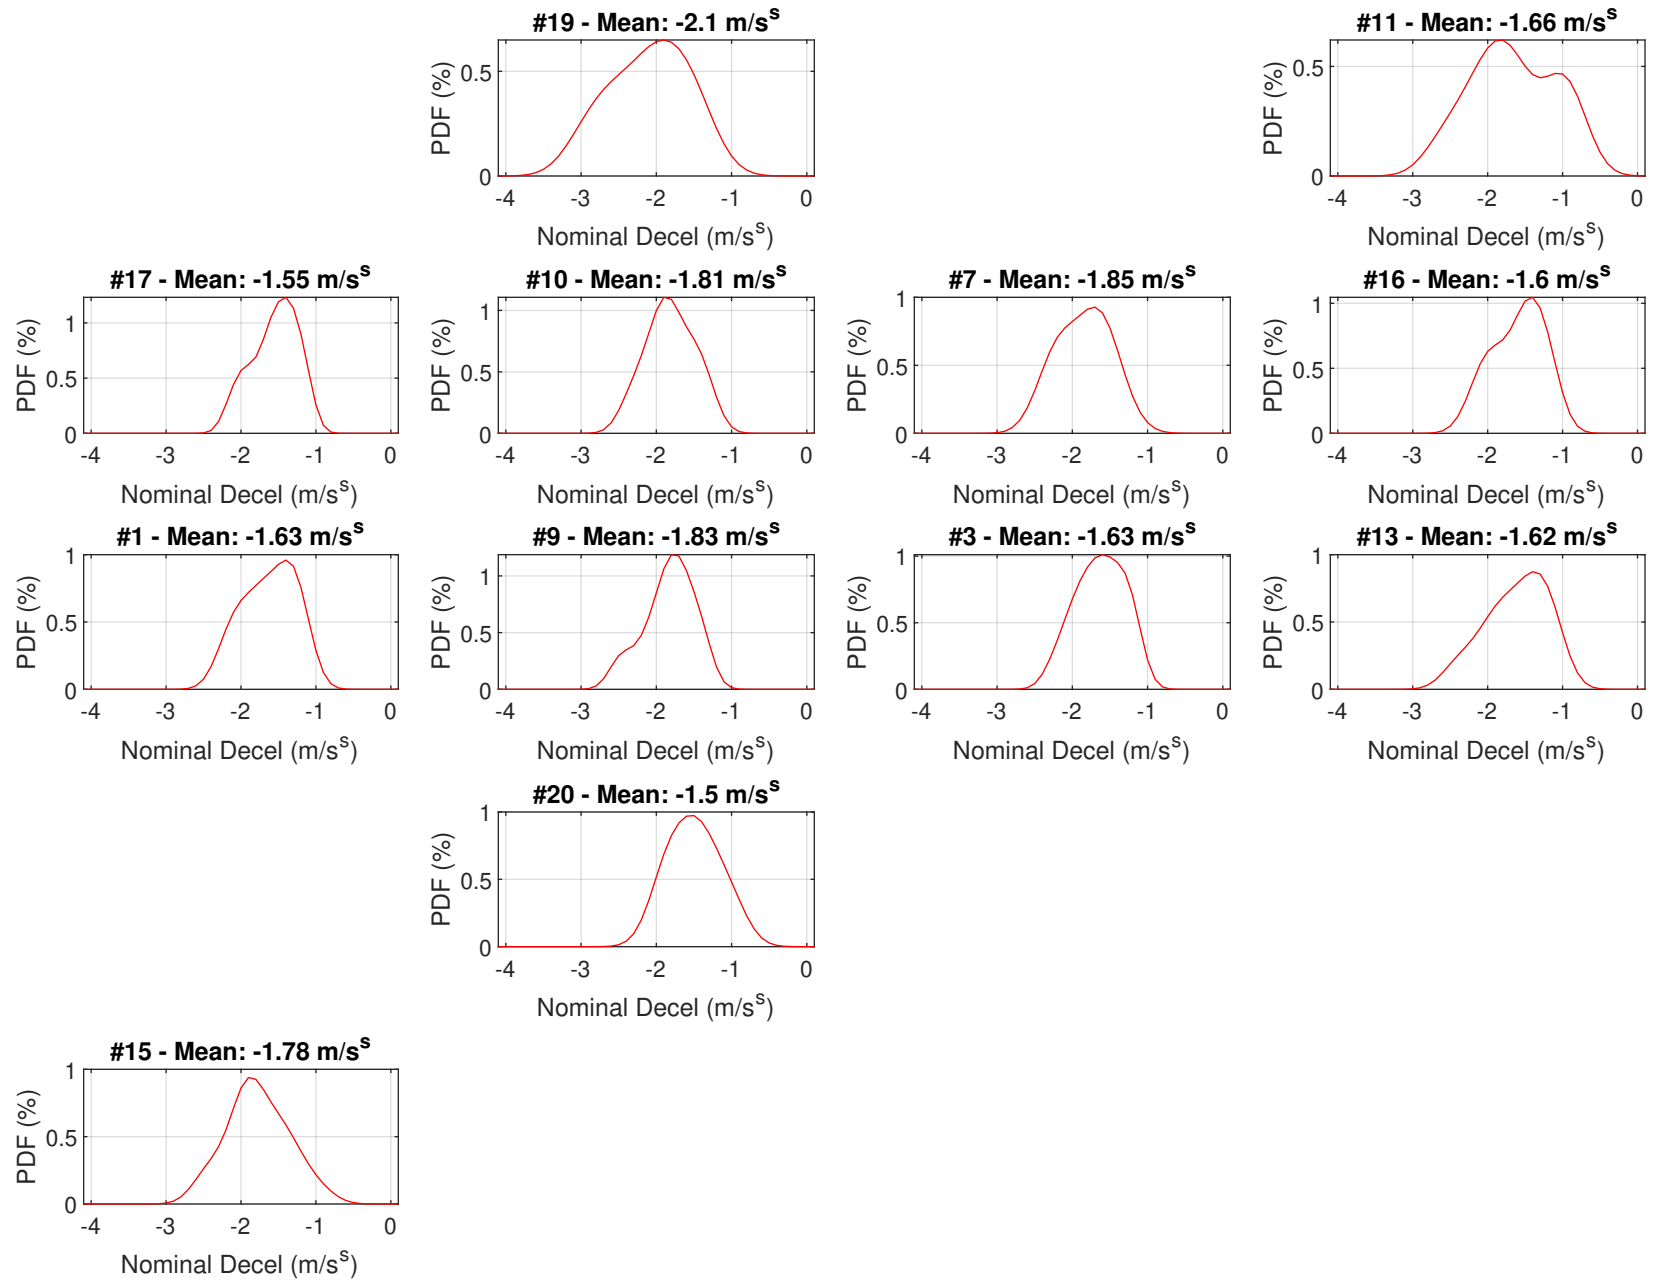 #19 - Mean: -2.1 m/s^s
PDF (%)
0.5
0
-4 -3 -2 -1 0
Nominal Decel (m/s^s)
#11 - Mean: -1.66 m/s^s
PDF (%)
0.5
0
-4 -3 -2 -1 0
Nominal Decel (m/s^s)
#17 - Mean: -1.55 m/s^s
PDF (%)
1
0.5
0
-4 -3 -2 -1 0
Nominal Decel (m/s^s)
#10 - Mean: -1.81 m/s^s
PDF (%)
1
0.5
0
-4 -3 -2 -1 0
Nominal Decel (m/s^s)
#7 - Mean: -1.85 m/s^s
PDF (%)
1
0.5
0
-4 -3 -2 -1 0
Nominal Decel (m/s^s)
#16 - Mean: -1.6 m/s^s
PDF (%)
1
0.5
0
-4 -3 -2 -1 0
Nominal Decel (m/s^s)
#1 - Mean: -1.63 m/s^s
PDF (%)
1
0.5
0
-4 -3 -2 -1 0
Nominal Decel (m/s^s)
#9 - Mean: -1.83 m/s^s
PDF (%)
1
0.5
0
-4 -3 -2 -1 0
Nominal Decel (m/s^s)
#3 - Mean: -1.63 m/s^s
PDF (%)
1
0.5
0
-4 -3 -2 -1 0
Nominal Decel (m/s^s)
#13 - Mean: -1.62 m/s^s
PDF (%)
1
0.5
0
-4 -3 -2 -1 0
Nominal Decel (m/s^s)
#20 - Mean: -1.5 m/s^s
PDF (%)
1
0.5
0
-4 -3 -2 -1 0
Nominal Decel (m/s^s)
#15 - Mean: -1.78 m/s^s
PDF (%)
1
0.5
0
-4 -3 -2 -1 0
Nominal Decel (m/s^s)